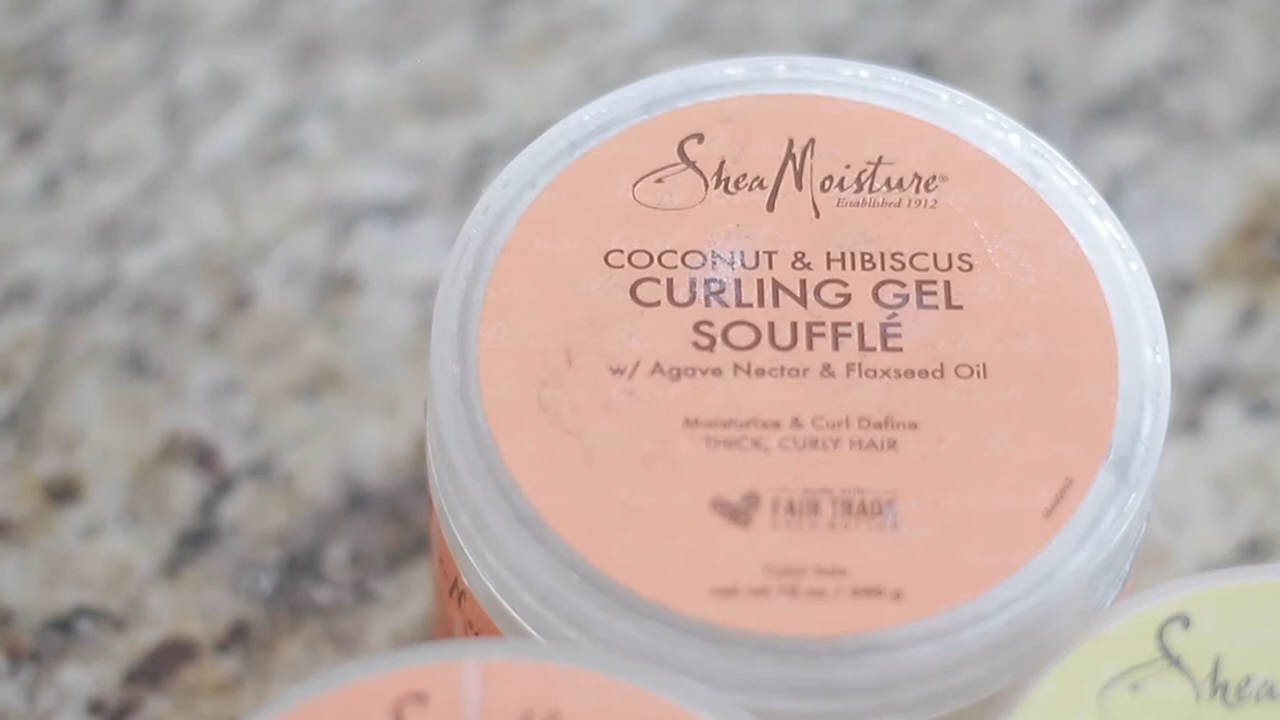 SheaMoisture®
Established 1912
COCONUT & HIBISCUS
CURLING GEL
SOUFFLÉ
w/ Agave Nectar & Flaxseed Oil
Moisturize & Curl Define
THICK, CURLY HAIR
FAIR TRADE
Shea